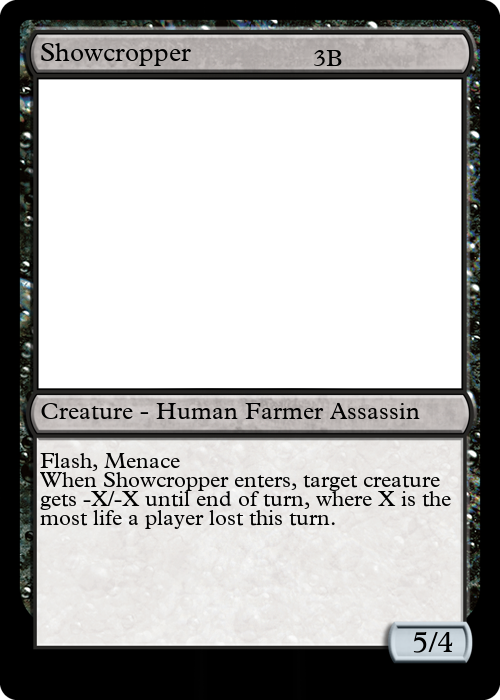 Showcropper 3B
Creature - Human Farmer Assassin
Flash, Menace
When Showcropper enters, target creature
gets -X/-X until end of turn, where X is the
most life a player lost this turn.
5/4